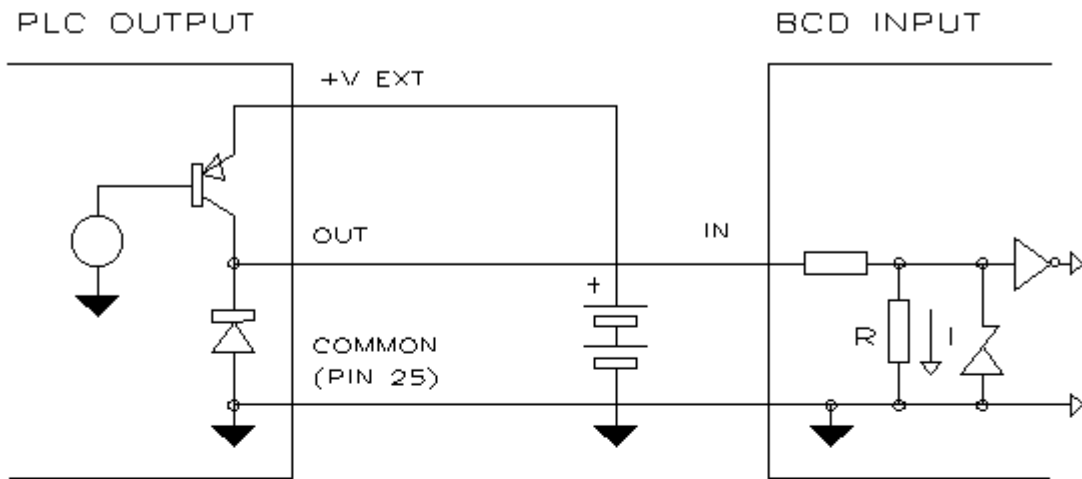 PLC OUTPUT
BCD INPUT
+V EXT
OUT
IN
+
R
I
COMMON
(PIN 25)